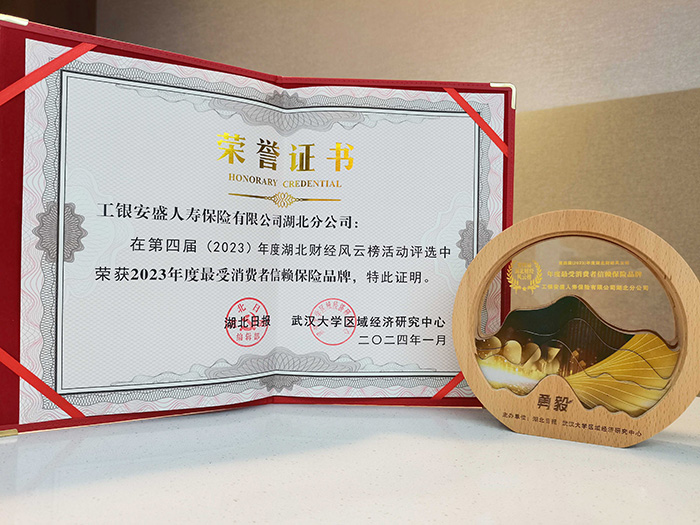 荣誉证书
HONORARY CREDENTIAL
工银安盛人寿保险有限公司湖北分公司：
在第四届（2023）年度湖北财经风云榜活动评选中
荣获2023年度最受消费者信赖保险品牌，特此证明。
湖北日报 武汉大学区域经济研究中心
二〇二四年一月
年度最受消费者信赖保险品牌
工银安盛人寿保险有限公司湖北分公司
勇毅
主办单位：湖北日报 武汉大学区域经济研究中心